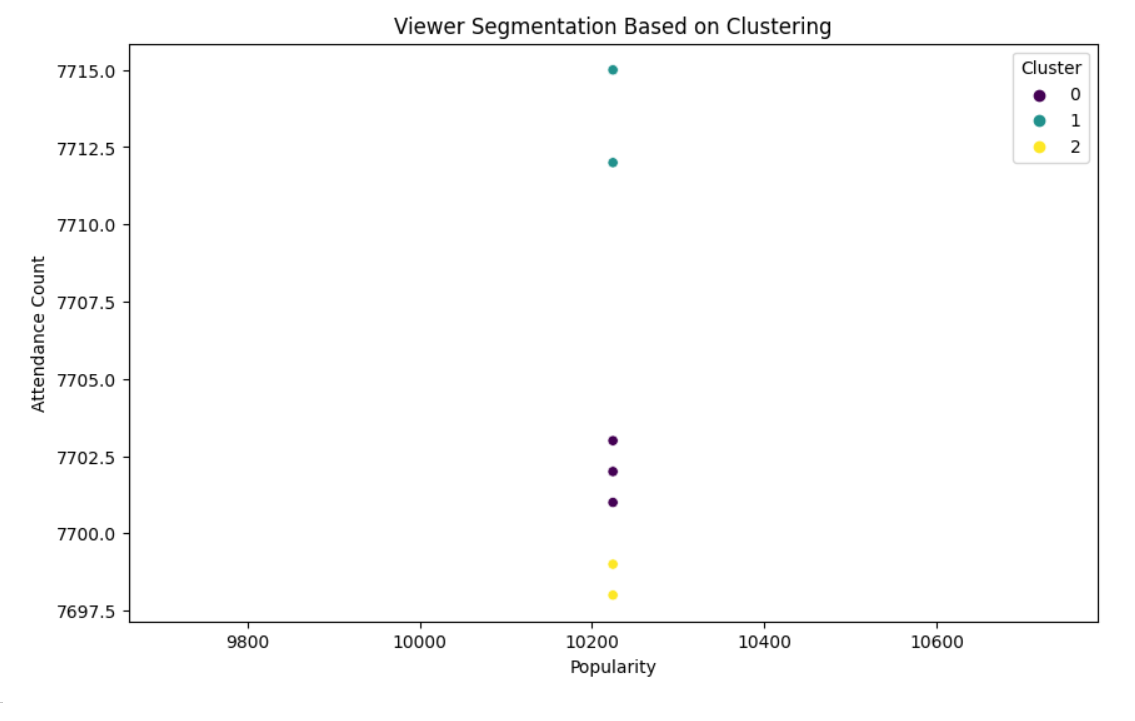 Viewer Segmentation Based on Clustering
Cluster
0
1
2
7715.0
7712.5
7710.0
7707.5
7705.0
7702.5
7700.0
7697.5
Attendance Count
9800 10000 10200 10400 10600
Popularity